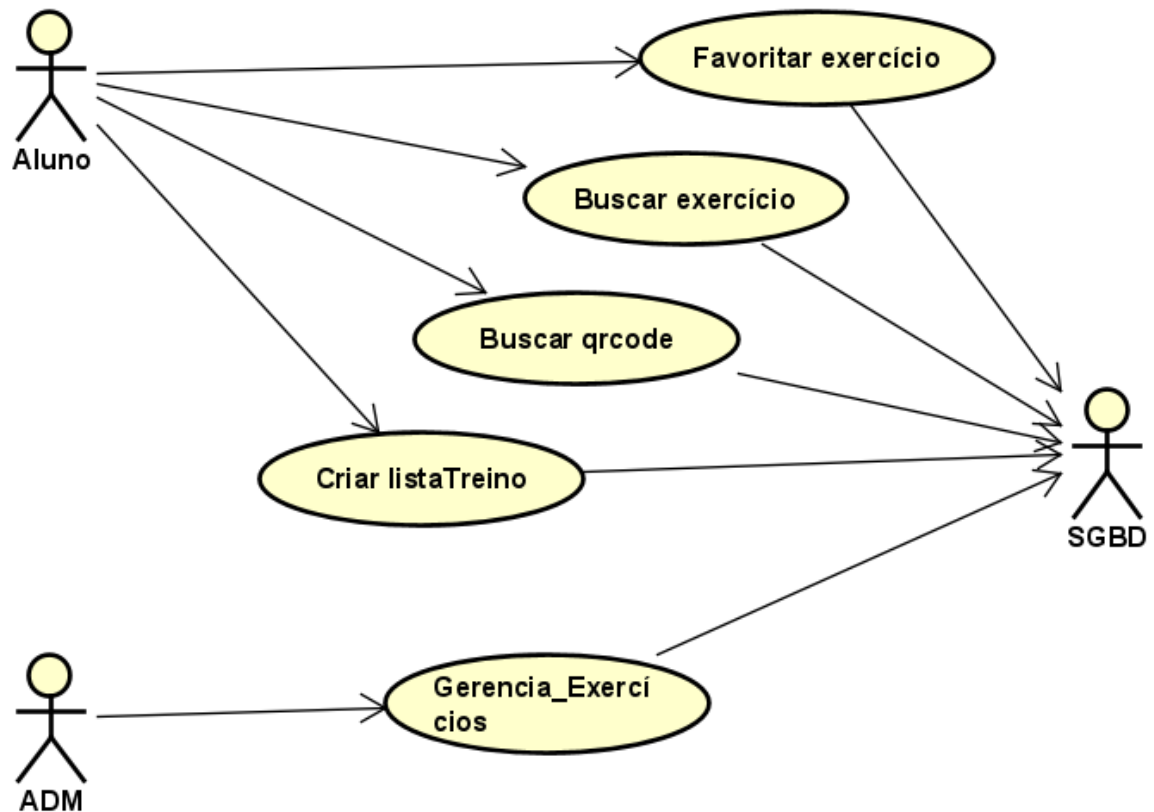 Favoritar exercício
Aluno
Buscar exercício
Buscar qrcode
Criar listaTreino
SGBD
Gerencia_Exercí
cios
ADM